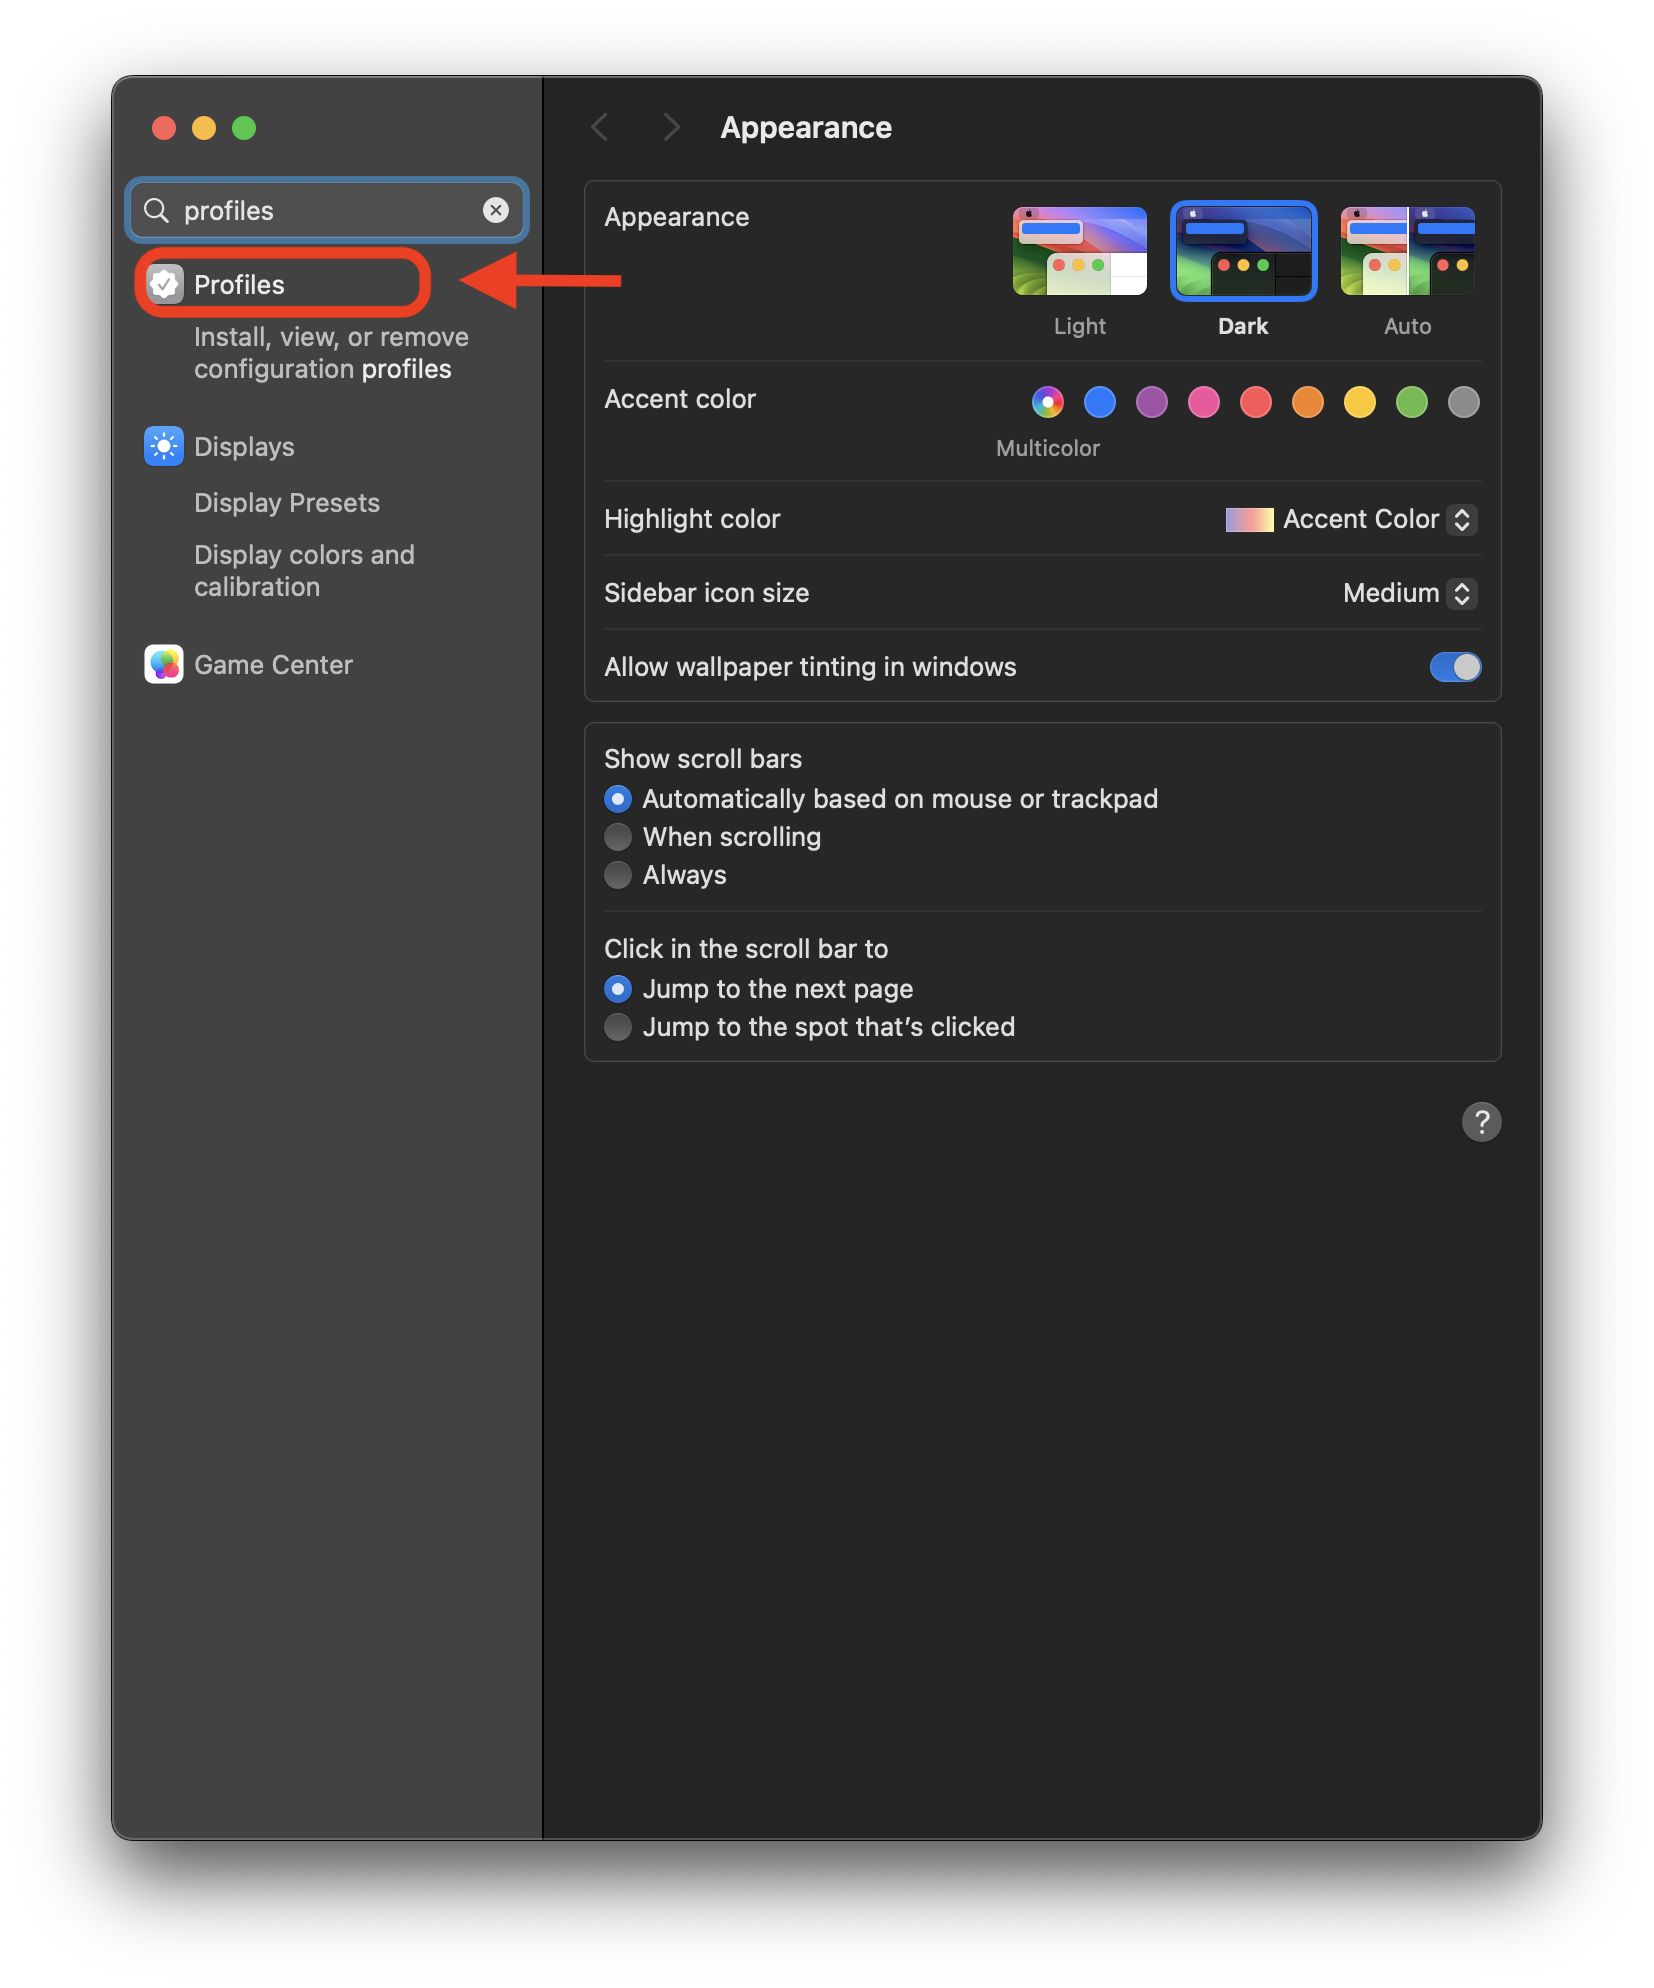 Appearance
profiles
Profiles
Install, view, or remove
configuration profiles
Displays
Display Presets
Display colors and
calibration
Game Center
Appearance
Light
Dark
Auto
Accent color
Multicolor
Highlight color
Accent Color
Sidebar icon size
Medium
Allow wallpaper tinting in windows
Show scroll bars
Automatically based on mouse or trackpad
When scrolling
Always
Click in the scroll bar to
Jump to the next page
Jump to the spot that’s clicked
?